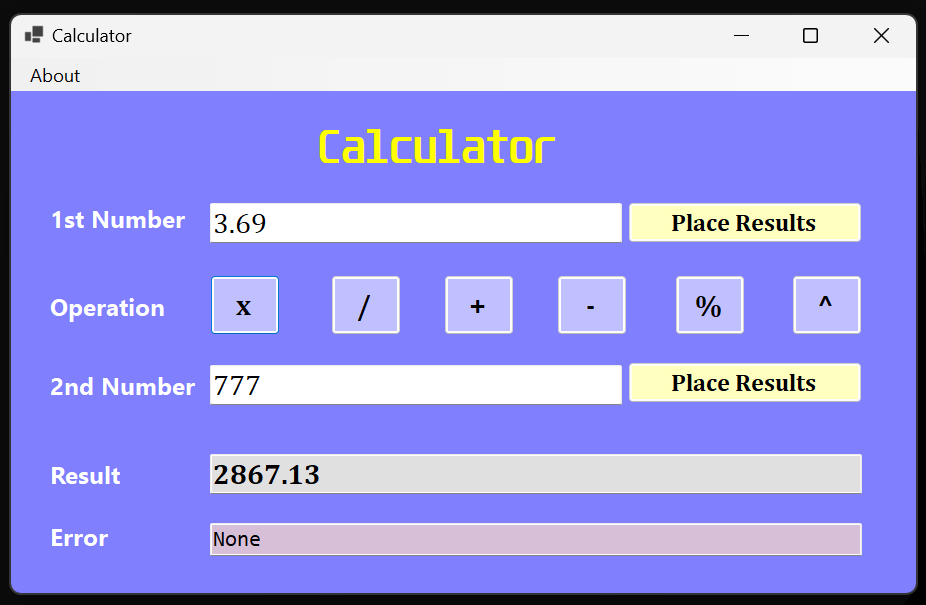 Calculator
About
Calculator
1st Number 3.69 Place Results
Operation x / + - % ^
2nd Number 777 Place Results
Result 2867.13
Error None